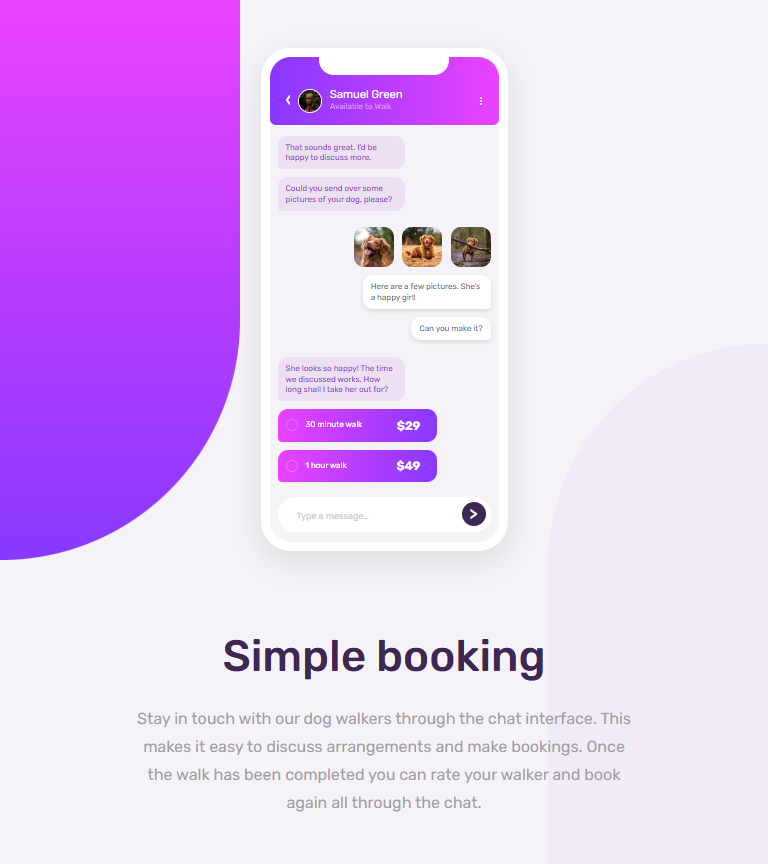 Samuel Green
Available to Walk
That sounds great. I'd be
happy to discuss more.
Could you send over some
pictures of your dog, please?
Here are a few pictures. She's
a happy girl!
Can you make it?
She looks so happy! The time
we discussed works. How
long shall I take her out for?
30 minute walk $29
1 hour walk $49
Type a message…
Simple booking
Stay in touch with our dog walkers through the chat interface. This
makes it easy to discuss arrangements and make bookings. Once
the walk has been completed you can rate your walker and book
again all through the chat.